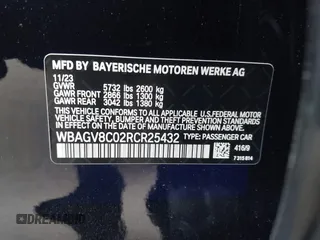 MFD BY BAYERISCHE MOTOREN WERKE AG
11/23
GVWR 5732 lbs 2600 kg
GAWR FRONT 2866 lbs 1300 kg
GAWR REAR 3042 lbs 1380 kg
THIS VEHICLE CONFORMS TO ALL APPLICABLE U.S. FEDERAL MOTOR VEHICLE SAFETY, BUMPER, AND THEFT PREVENTION STANDARDS IN EFFECT ON THE DATE OF MANUFACTURE SHOWN ABOVE.
WBAGV8C02RCR25432 TYPE: PASSENGER CAR
416/9
DREAMBID